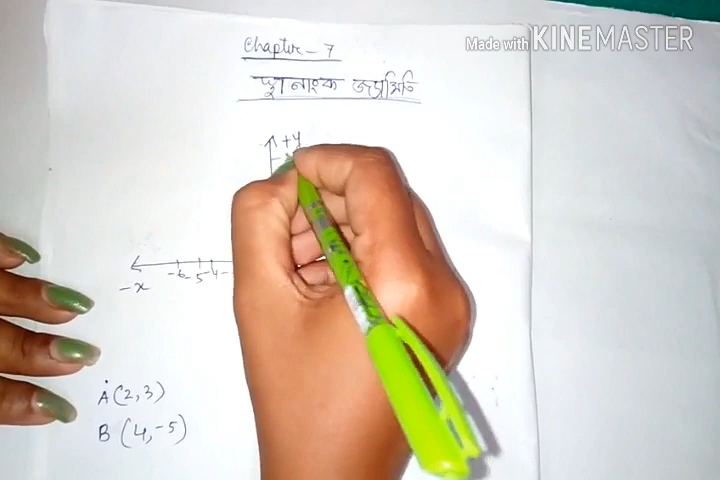 Made with KINEMASTER
Chapter - 7
স্থানাংক জ্যামিতি
+y
-x -6 -5 -4
A (2, 3)
B (4, -5)